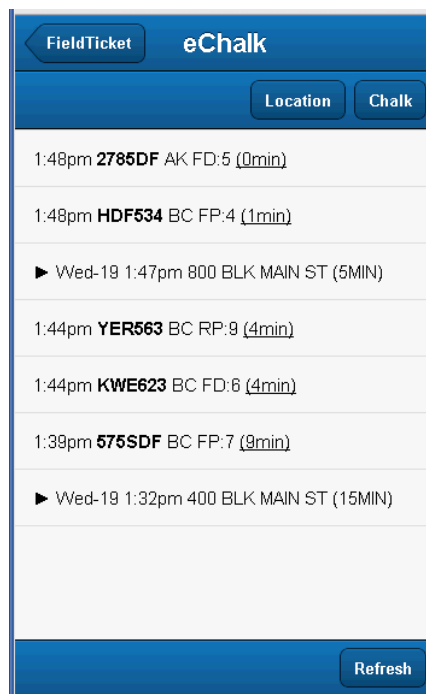 FieldTicket
eChalk
Location
Chalk
1:48pm 2785DF AK FD:5 (0min)
1:48pm HDF534 BC FP:4 (1min)
► Wed-19 1:47pm 800 BLK MAIN ST (5MIN)
1:44pm YER563 BC RP:9 (4min)
1:44pm KWE623 BC FD:6 (4min)
1:39pm 575SDF BC FP:7 (9min)
► Wed-19 1:32pm 400 BLK MAIN ST (15MIN)
Refresh